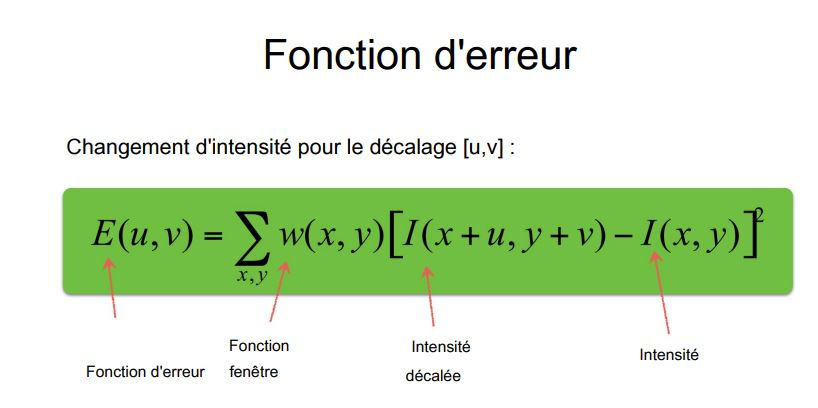 Fonction d'erreur
Changement d'intensité pour le décalage [u,v] :
E(u,v) = ∑ w(x,y)[I(x+u,y+v)−I(x,y)]²
x,y
Fonction d'erreur
Fonction
fenêtre
Intensité
décalée
Intensité